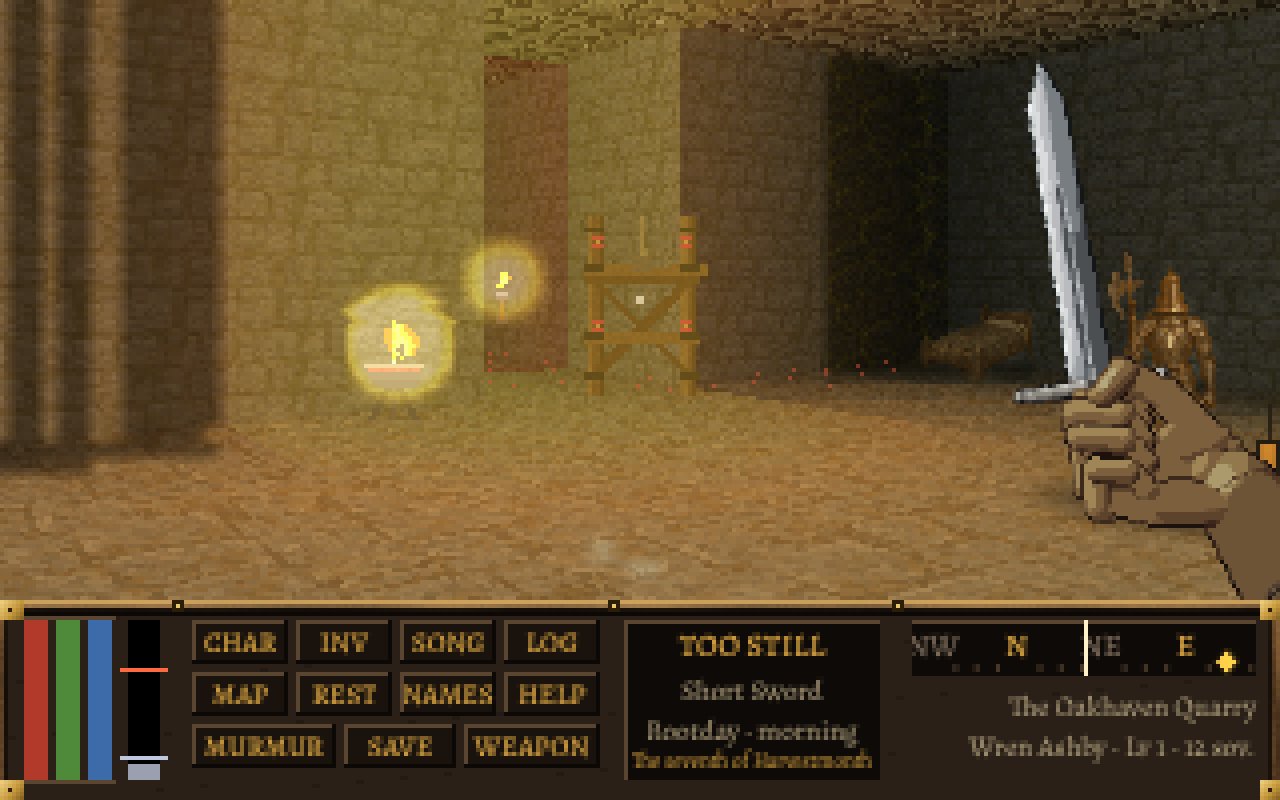 CHAR INV SONG LOG
MAP REST NAMES HELP
MURMUR SAVE WEAPON
TOO STILL
Short Sword
Rootday - morning
The seventh of Harvestmonth
NW N NE E
The Oakhaven Quarry
Wren Ashby - Lv 1 - 12 sov.